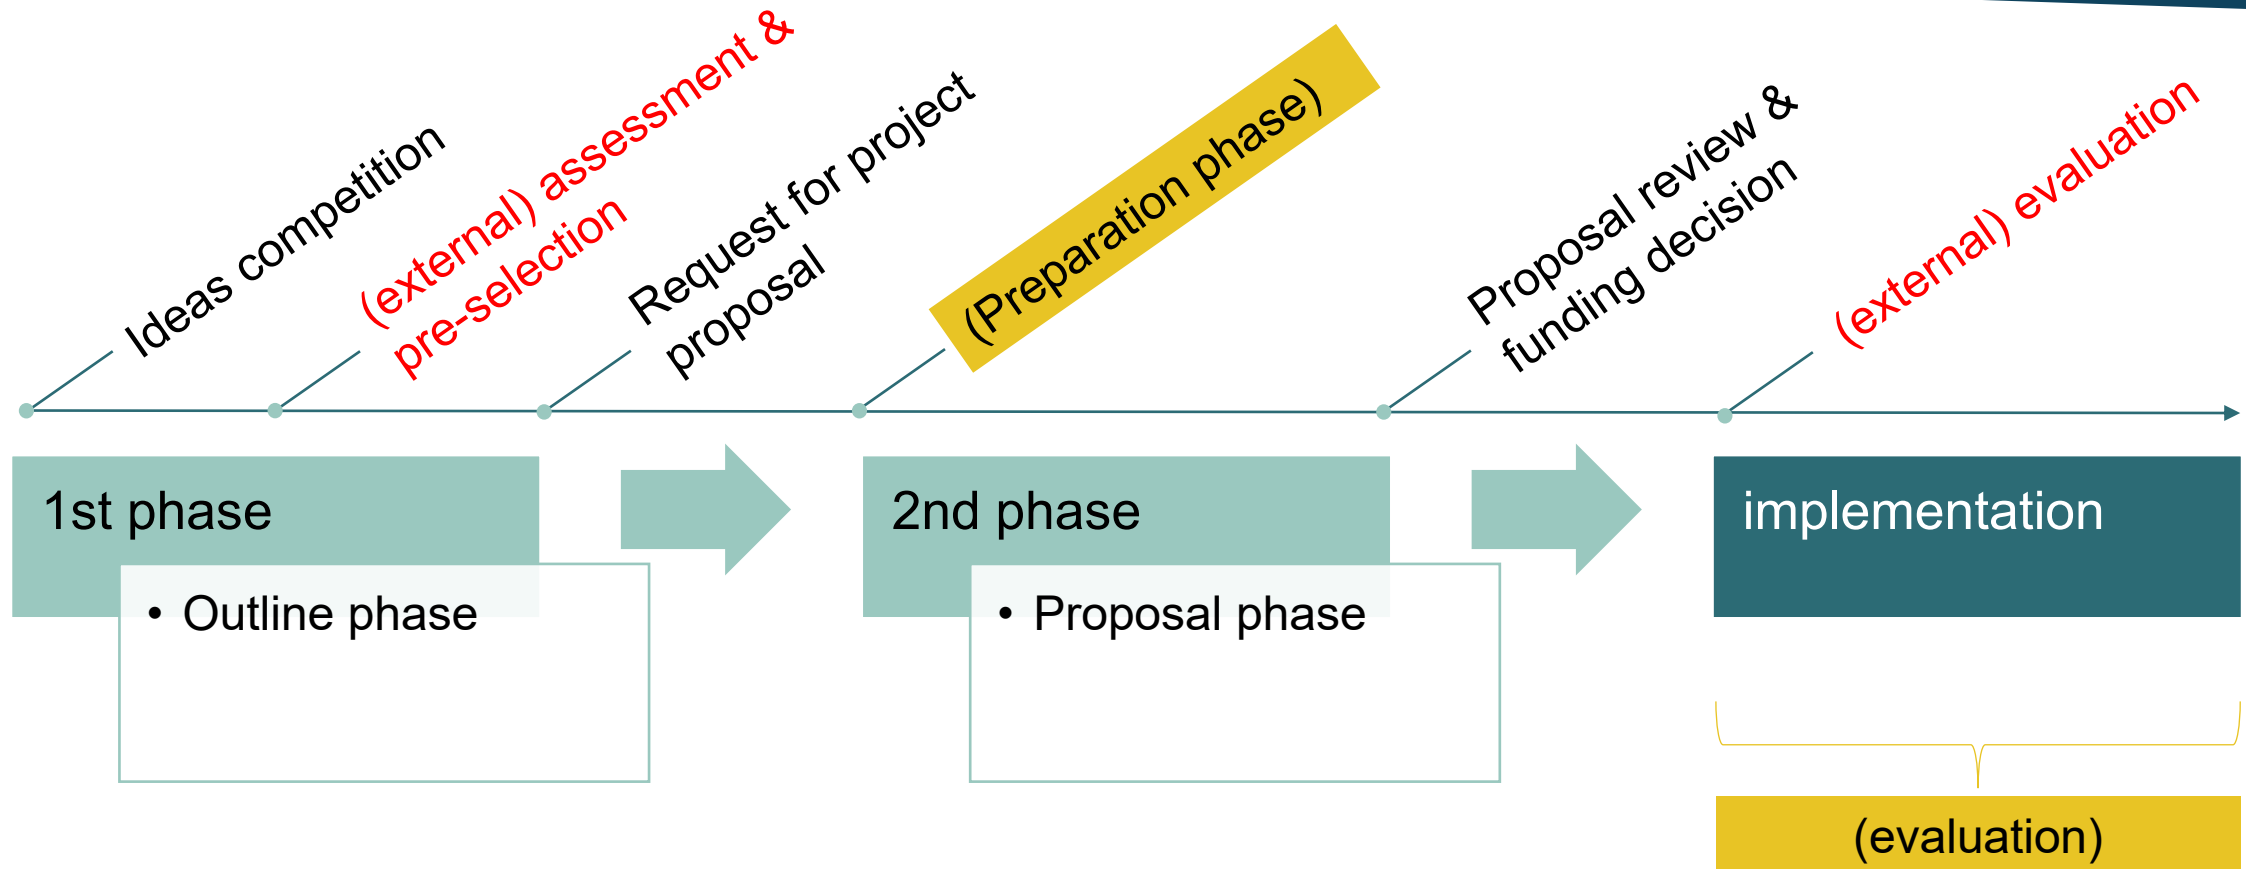 Ideas competition
(external) assessment &
pre-selection
Request for project
proposal
(Preparation phase)
Proposal review &
funding decision
(external) evaluation
1st phase
• Outline phase
2nd phase
• Proposal phase
implementation
(evaluation)